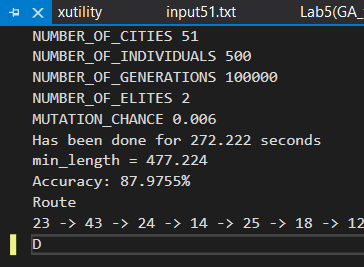 xutility input51.txt Lab5(GA_
NUMBER_OF_CITIES 51
NUMBER_OF_INDIVIDUALS 500
NUMBER_OF_GENERATIONS 100000
NUMBER_OF_ELITES 2
MUTATION_CHANCE 0.006
Has been done for 272.222 seconds
min_length = 477.224
Accuracy: 87.9755%
Route
23 -> 43 -> 24 -> 14 -> 25 -> 18 -> 12
D